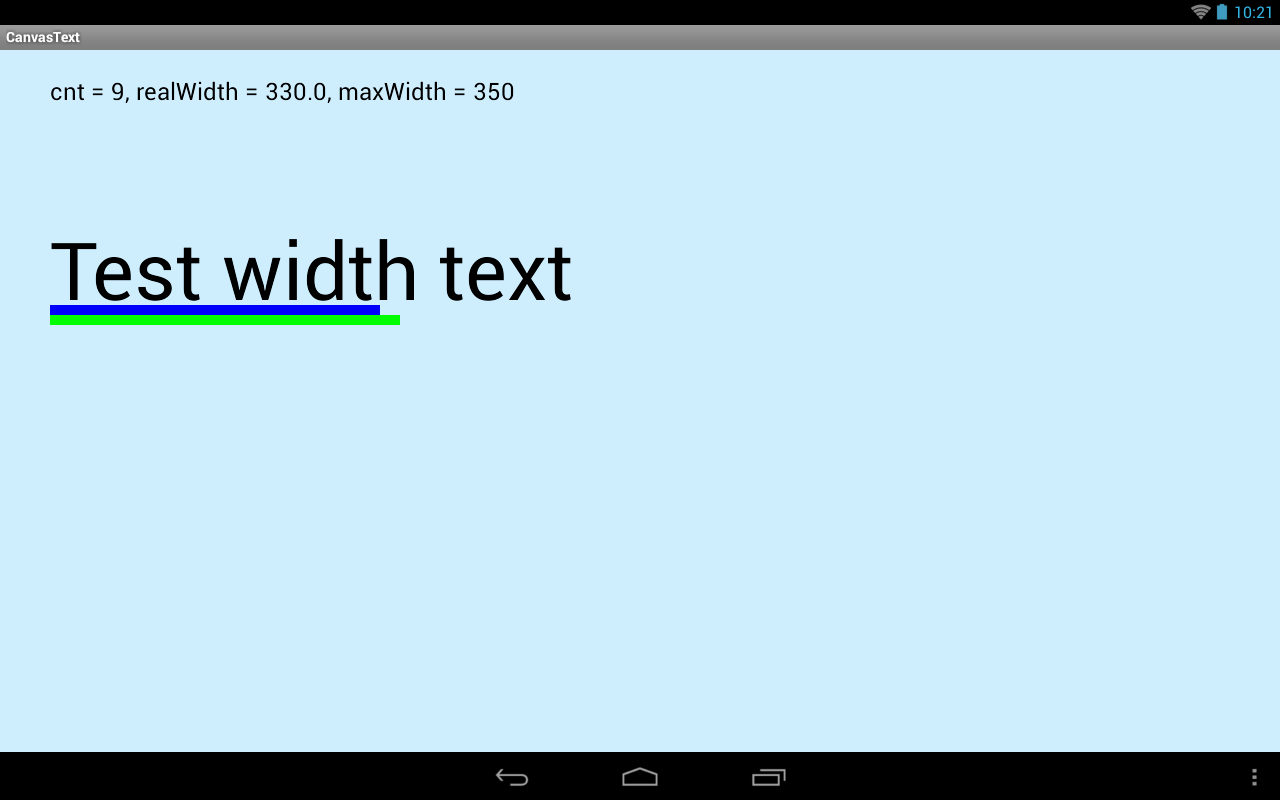 10:21
CanvasText
cnt = 9, realWidth = 330.0, maxWidth = 350
Test width text